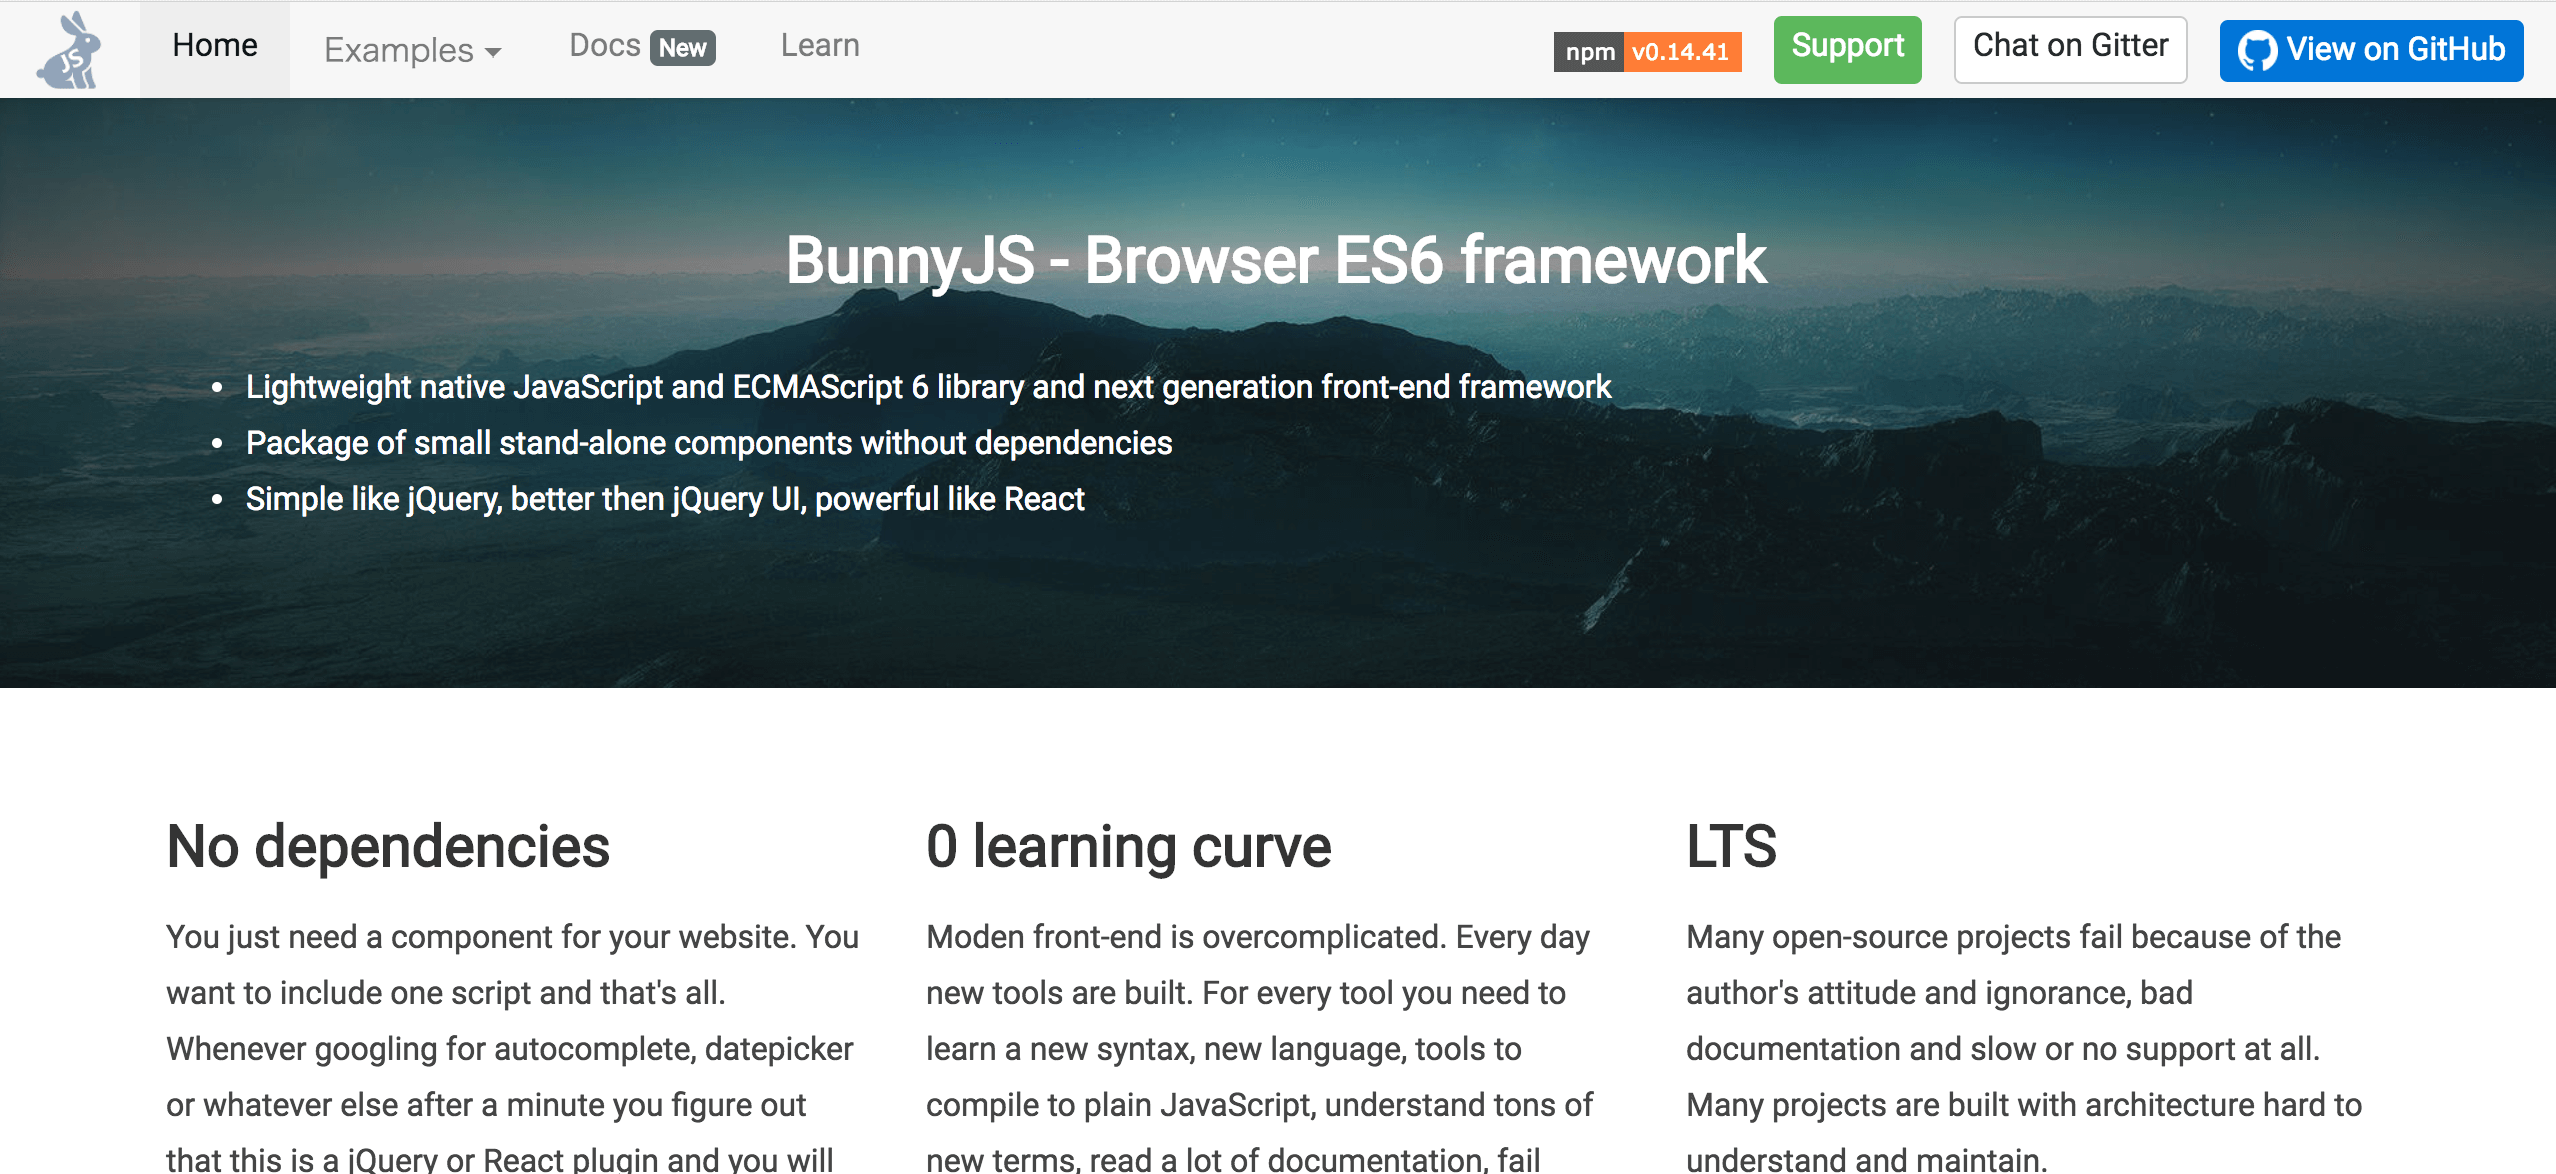 JS
Home
Examples
Docs New
Learn
npm v0.14.41
Support
Chat on Gitter
View on GitHub
BunnyJS - Browser ES6 framework
• Lightweight native JavaScript and ECMAScript 6 library and next generation front-end framework
• Package of small stand-alone components without dependencies
• Simple like jQuery, better then jQuery UI, powerful like React
No dependencies
You just need a component for your website. You
want to include one script and that's all.
Whenever googling for autocomplete, datepicker
or whatever else after a minute you figure out
that this is a jQuery or React plugin and you will
0 learning curve
Moden front-end is overcomplicated. Every day
new tools are built. For every tool you need to
learn a new syntax, new language, tools to
compile to plain JavaScript, understand tons of
new terms, read a lot of documentation, fail
LTS
Many open-source projects fail because of the
author's attitude and ignorance, bad
documentation and slow or no support at all.
Many projects are built with architecture hard to
understand and maintain.